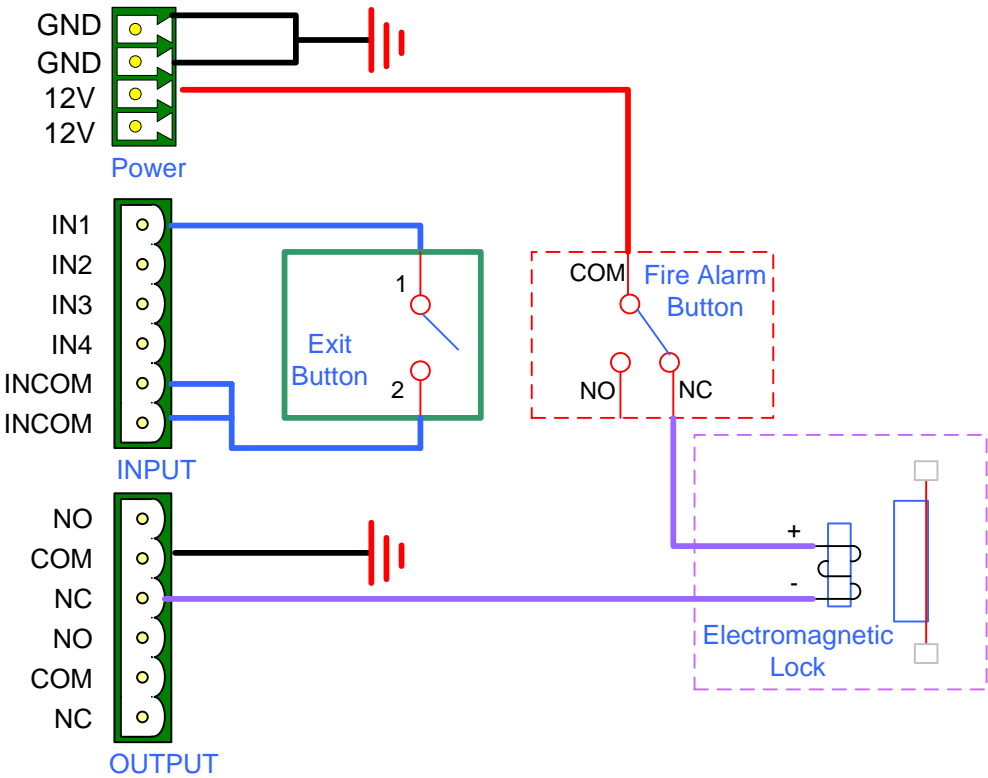 GND
GND
12V
12V
Power
IN1
IN2
IN3
IN4
INCOM
INCOM
INPUT
1
Exit
Button
2
COM
Fire Alarm
Button
NO
NC
NO
COM
NC
NO
COM
NC
OUTPUT
+
-
Electromagnetic
Lock